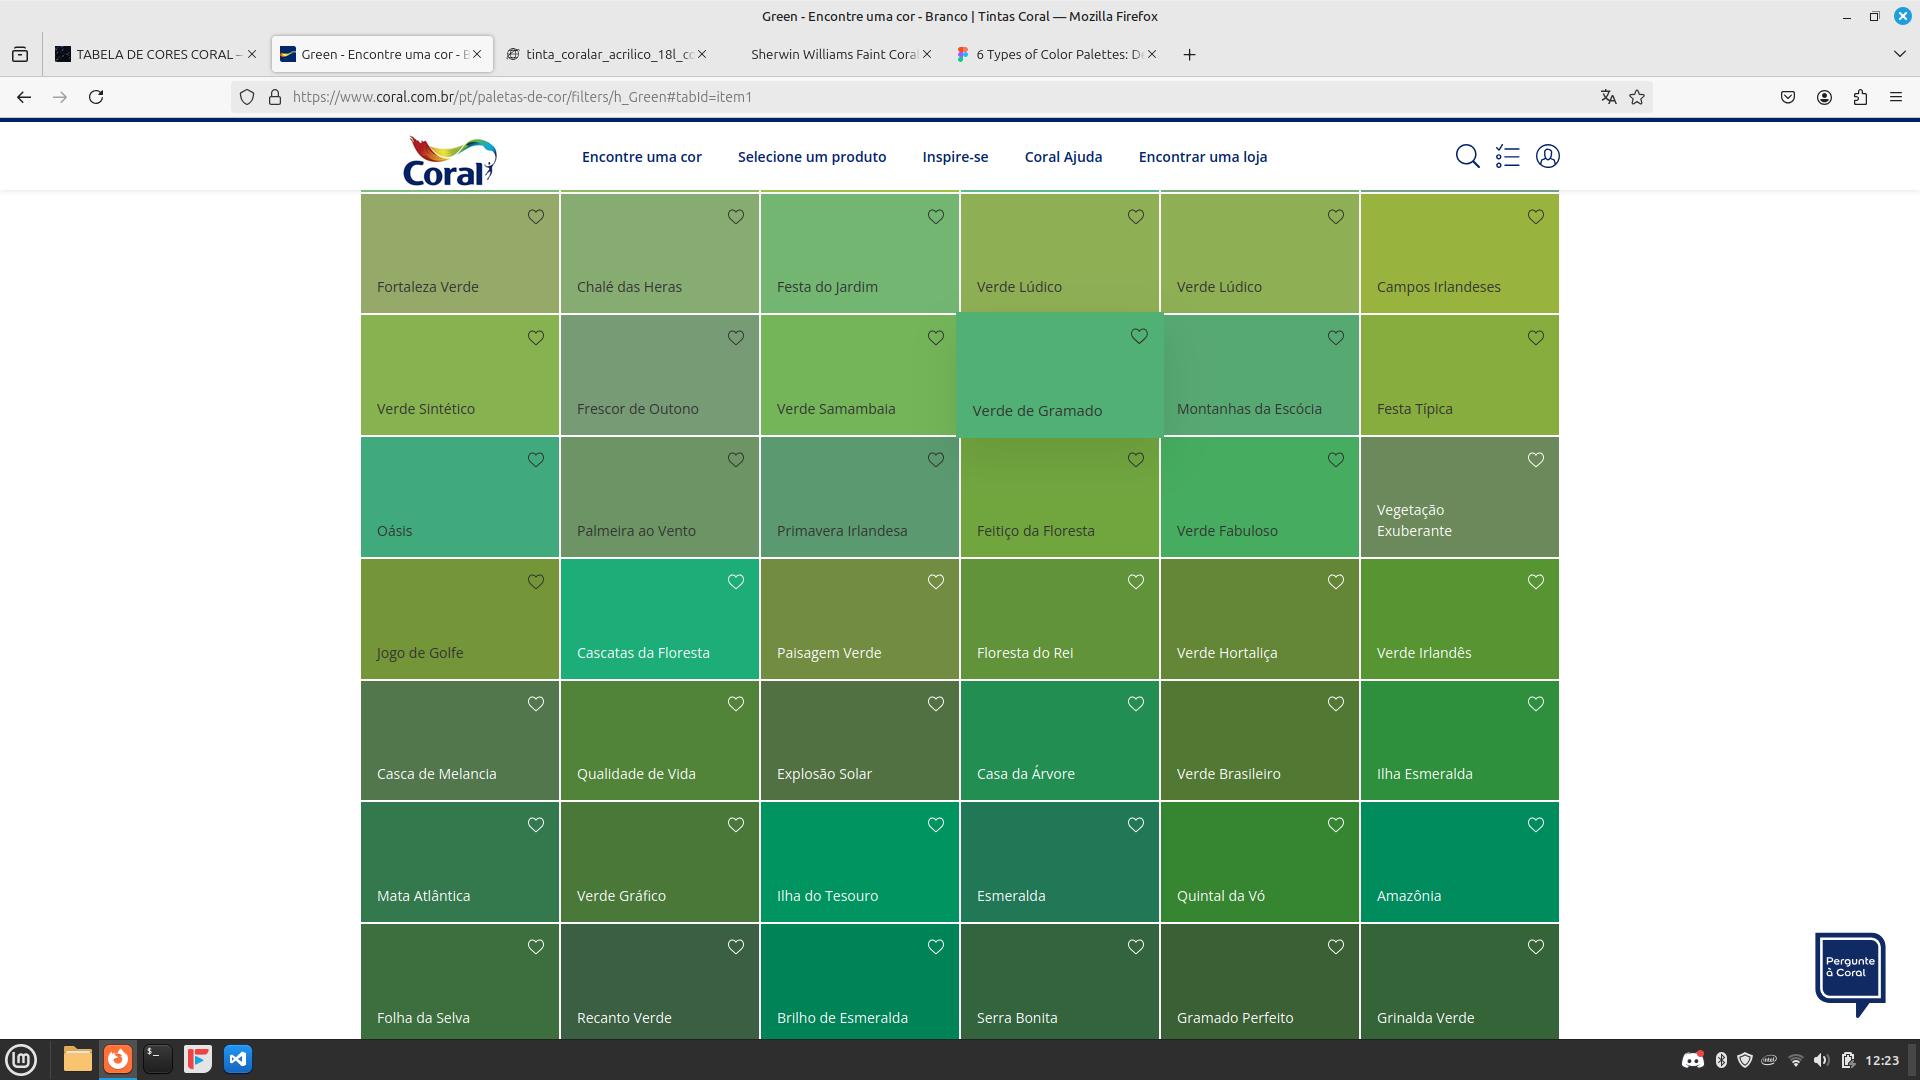 Green - Encontre uma cor - Branco | Tintas Coral — Mozilla Firefox
TABELA DE CORES CORAL –
Green - Encontre uma cor - B
tinta_coralar_acrilico_18l_co
Sherwin Williams Faint Coral
6 Types of Color Palettes: De
https://www.coral.com.br/pt/paletas-de-cor/filters/h_Green#tabId=item1
Coral
Encontre uma cor
Selecione um produto
Inspire-se
Coral Ajuda
Encontrar uma loja
Fortaleza Verde
Chalé das Heras
Festa do Jardim
Verde Lúdico
Verde Lúdico
Campos Irlandeses
Verde Sintético
Frescor de Outono
Verde Samambaia
Verde de Gramado
Montanhas da Escócia
Festa Típica
Oásis
Palmeira ao Vento
Primavera Irlandesa
Feitiço da Floresta
Verde Fabuloso
Vegetação
Exuberante
Jogo de Golfe
Cascatas da Floresta
Paisagem Verde
Floresta do Rei
Verde Hortaliça
Verde Irlandês
Casca de Melancia
Qualidade de Vida
Explosão Solar
Casa da Árvore
Verde Brasileiro
Ilha Esmeralda
Mata Atlântica
Verde Gráfico
Ilha do Tesouro
Esmeralda
Quintal da Vó
Amazônia
Folha da Selva
Recanto Verde
Brilho de Esmeralda
Serra Bonita
Gramado Perfeito
Grinalda Verde
Pergunte
à Coral
12:23